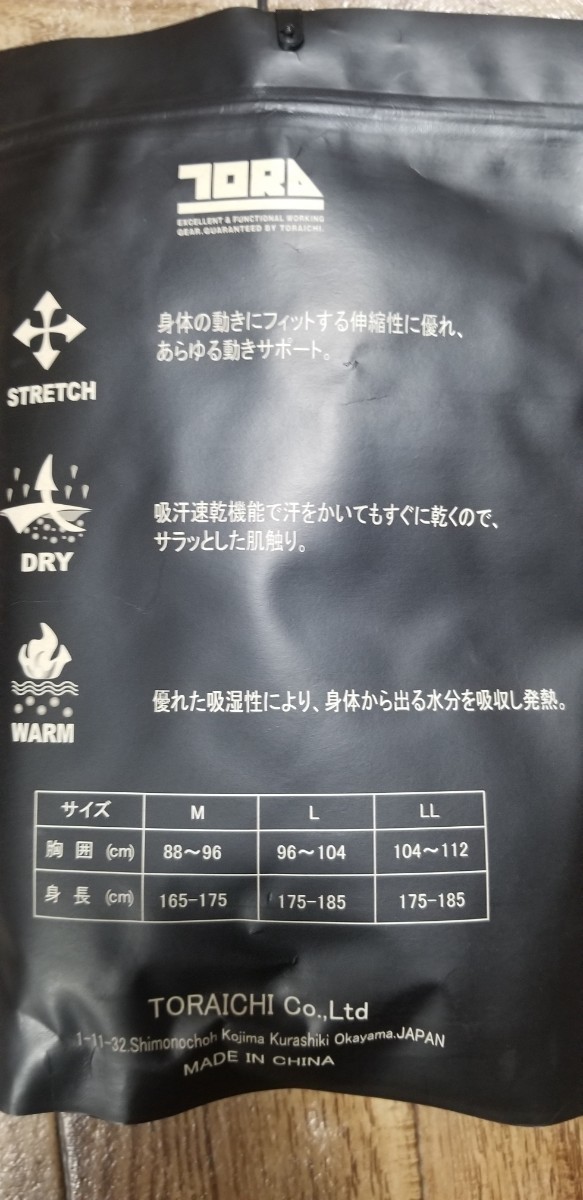 TORA
EXCELLENT & FUNCTIONAL WORKING
GEAR.GUARANTEED BY TORAICHI.
身体の動きにフィットする伸縮性に優れ、
あらゆる動きサポート。
STRETCH
吸汗速乾機能で汗をかいてもすぐに乾くので、
サラッとした肌触り。
DRY
優れた吸湿性により、身体から出る水分を吸収し発熱。
WARM
サイズ M L LL
胸囲 (cm) 88～96 96～104 104～112
身長 (cm) 165-175 175-185 175-185
TORAICHI Co.,Ltd
1-11-32.Shimonochoh Kojima Kurashiki Okayama.JAPAN
MADE IN CHINA